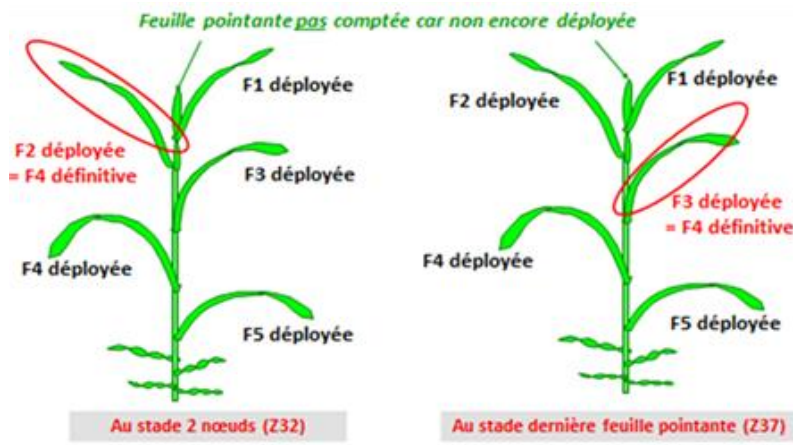 Feuille pointante pas comptée car non encore déployée
F1 déployée
F2 déployée
= F4 définitive
F3 déployée
F4 déployée
F5 déployée
Au stade 2 nœuds (Z32)
F2 déployée
F1 déployée
F3 déployée
= F4 définitive
F4 déployée
F5 déployée
Au stade dernière feuille pointante (Z37)